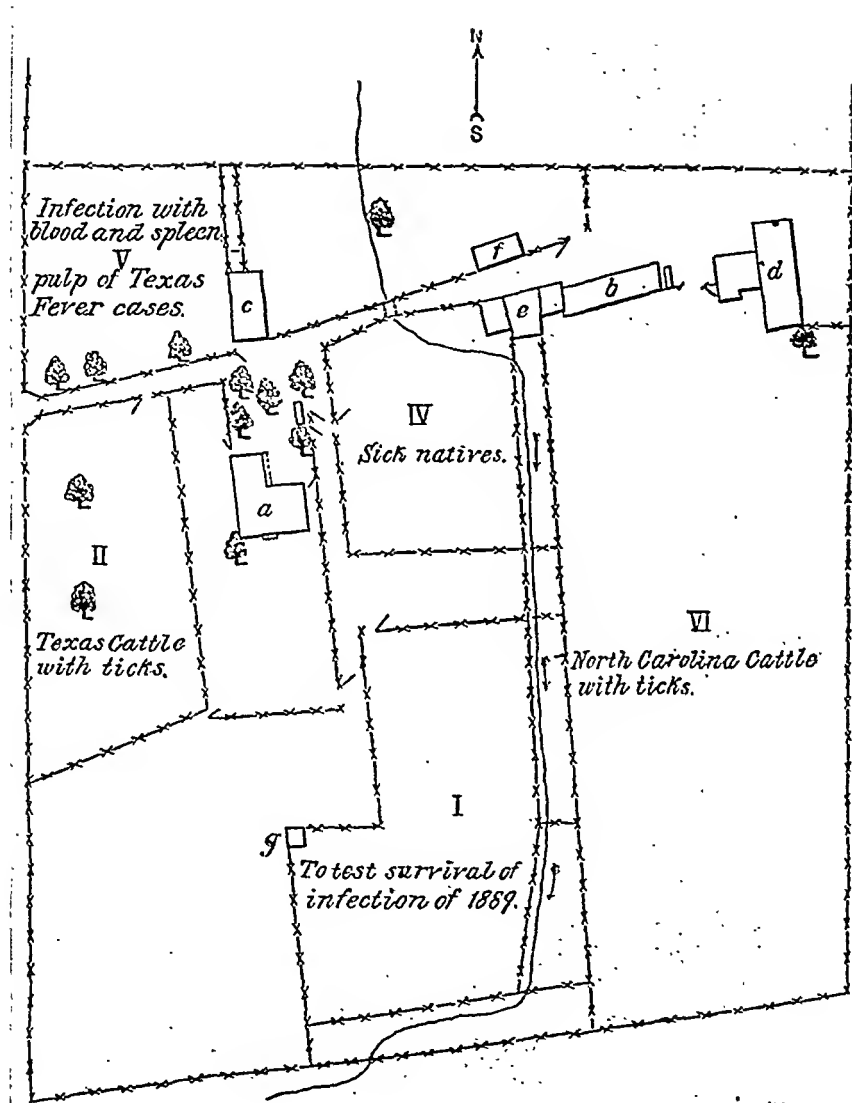 N
S
Infection with
blood and spleen
V
pulp of Texas
Fever cases.
c
f
e
b
d
IV
Sick natives.
a
II
Texas Cattle
with ticks.
VI
North Carolina Cattle
with ticks.
I
g
To test survival of
infection of 1889.